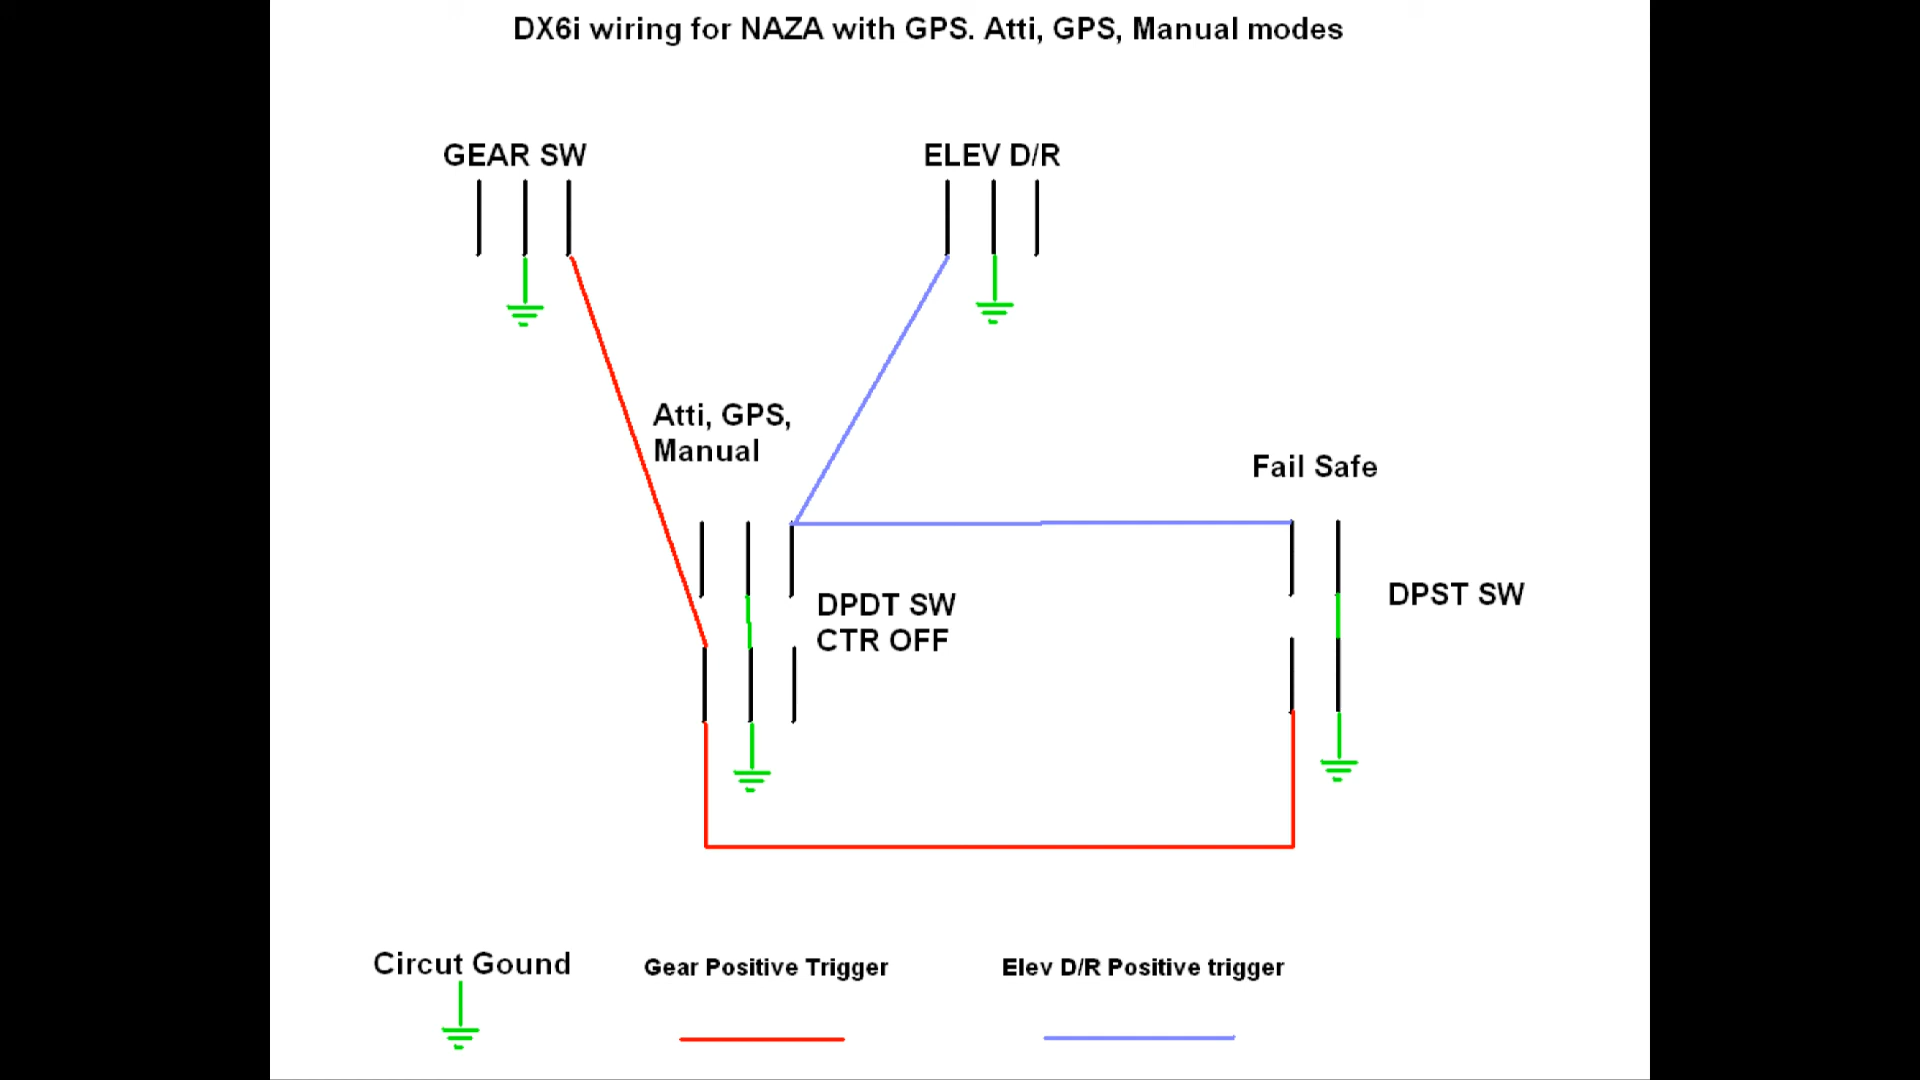 DX6i wiring for NAZA with GPS. Atti, GPS, Manual modes
GEAR SW
ELEV D/R
Atti, GPS,
Manual
Fail Safe
DPDT SW
CTR OFF
DPST SW
Circut Gound
Gear Positive Trigger
Elev D/R Positive trigger